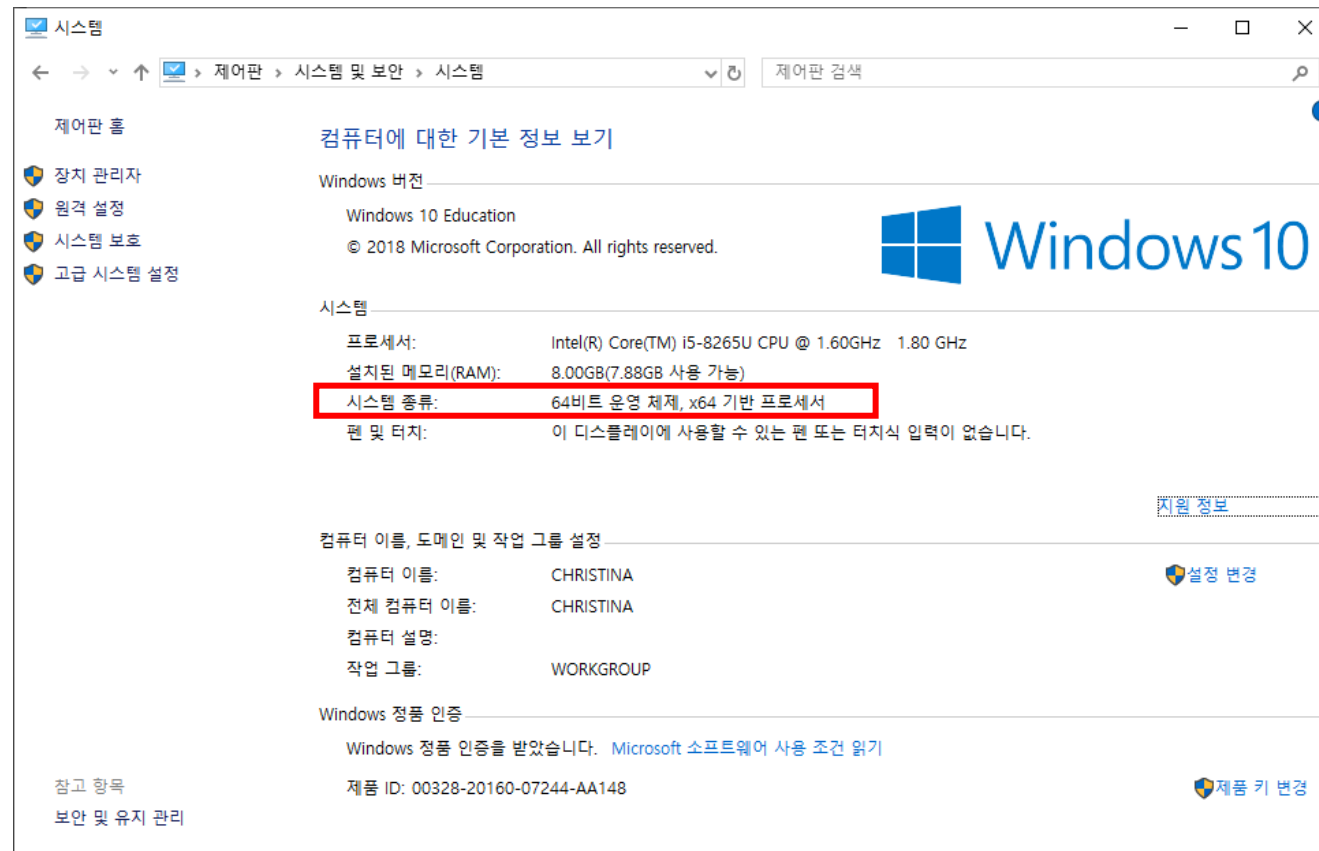 시스템
제어판 › 시스템 및 보안 › 시스템
제어판 검색
제어판 홈
장치 관리자
원격 설정
시스템 보호
고급 시스템 설정
컴퓨터에 대한 기본 정보 보기
Windows 버전
Windows 10 Education
© 2018 Microsoft Corporation. All rights reserved.
Windows 10
시스템
프로세서: Intel(R) Core(TM) i5-8265U CPU @ 1.60GHz 1.80 GHz
설치된 메모리(RAM): 8.00GB(7.88GB 사용 가능)
시스템 종류: 64비트 운영 체제, x64 기반 프로세서
펜 및 터치: 이 디스플레이에 사용할 수 있는 펜 또는 터치식 입력이 없습니다.
지원 정보
컴퓨터 이름, 도메인 및 작업 그룹 설정
컴퓨터 이름: CHRISTINA
설정 변경
전체 컴퓨터 이름: CHRISTINA
컴퓨터 설명:
작업 그룹: WORKGROUP
Windows 정품 인증
Windows 정품 인증을 받았습니다. Microsoft 소프트웨어 사용 조건 읽기
제품 ID: 00328-20160-07244-AA148
제품 키 변경
참고 항목
보안 및 유지 관리